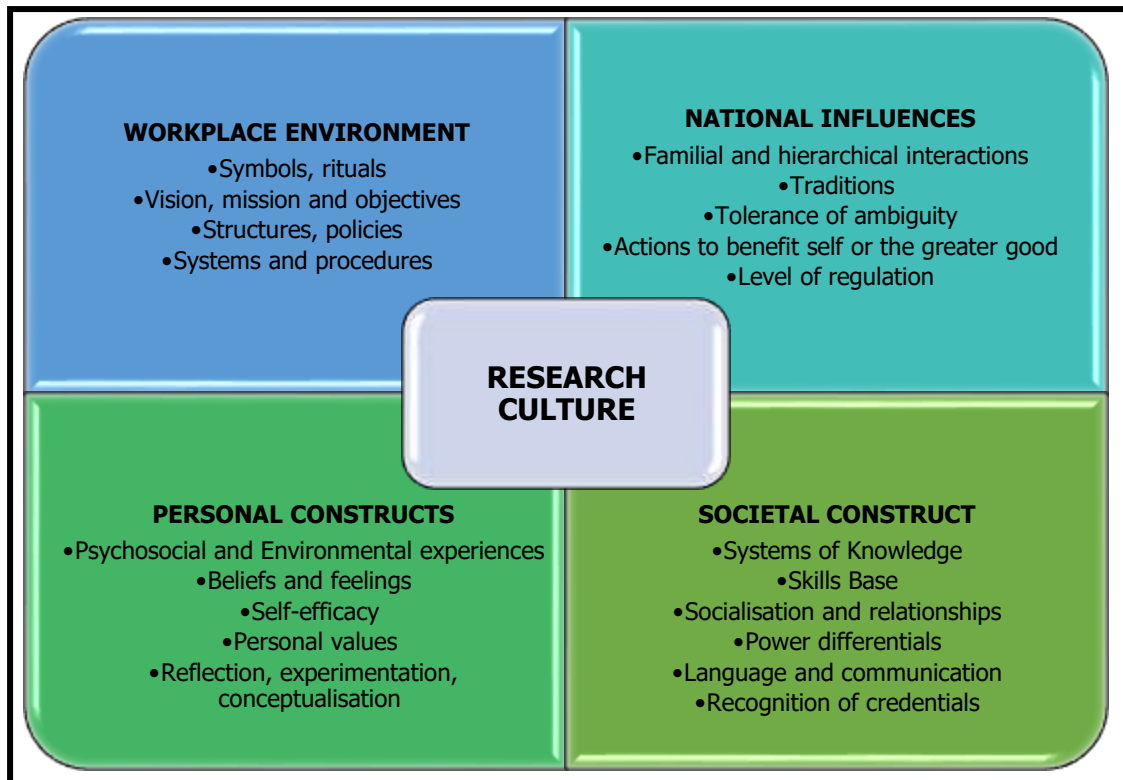 WORKPLACE ENVIRONMENT
•Symbols, rituals
•Vision, mission and objectives
•Structures, policies
•Systems and procedures
NATIONAL INFLUENCES
•Familial and hierarchical interactions
•Traditions
•Tolerance of ambiguity
•Actions to benefit self or the greater good
•Level of regulation
RESEARCH
CULTURE
PERSONAL CONSTRUCTS
•Psychosocial and Environmental experiences
•Beliefs and feelings
•Self-efficacy
•Personal values
•Reflection, experimentation,
conceptualisation
SOCIETAL CONSTRUCT
•Systems of Knowledge
•Skills Base
•Socialisation and relationships
•Power differentials
•Language and communication
•Recognition of credentials